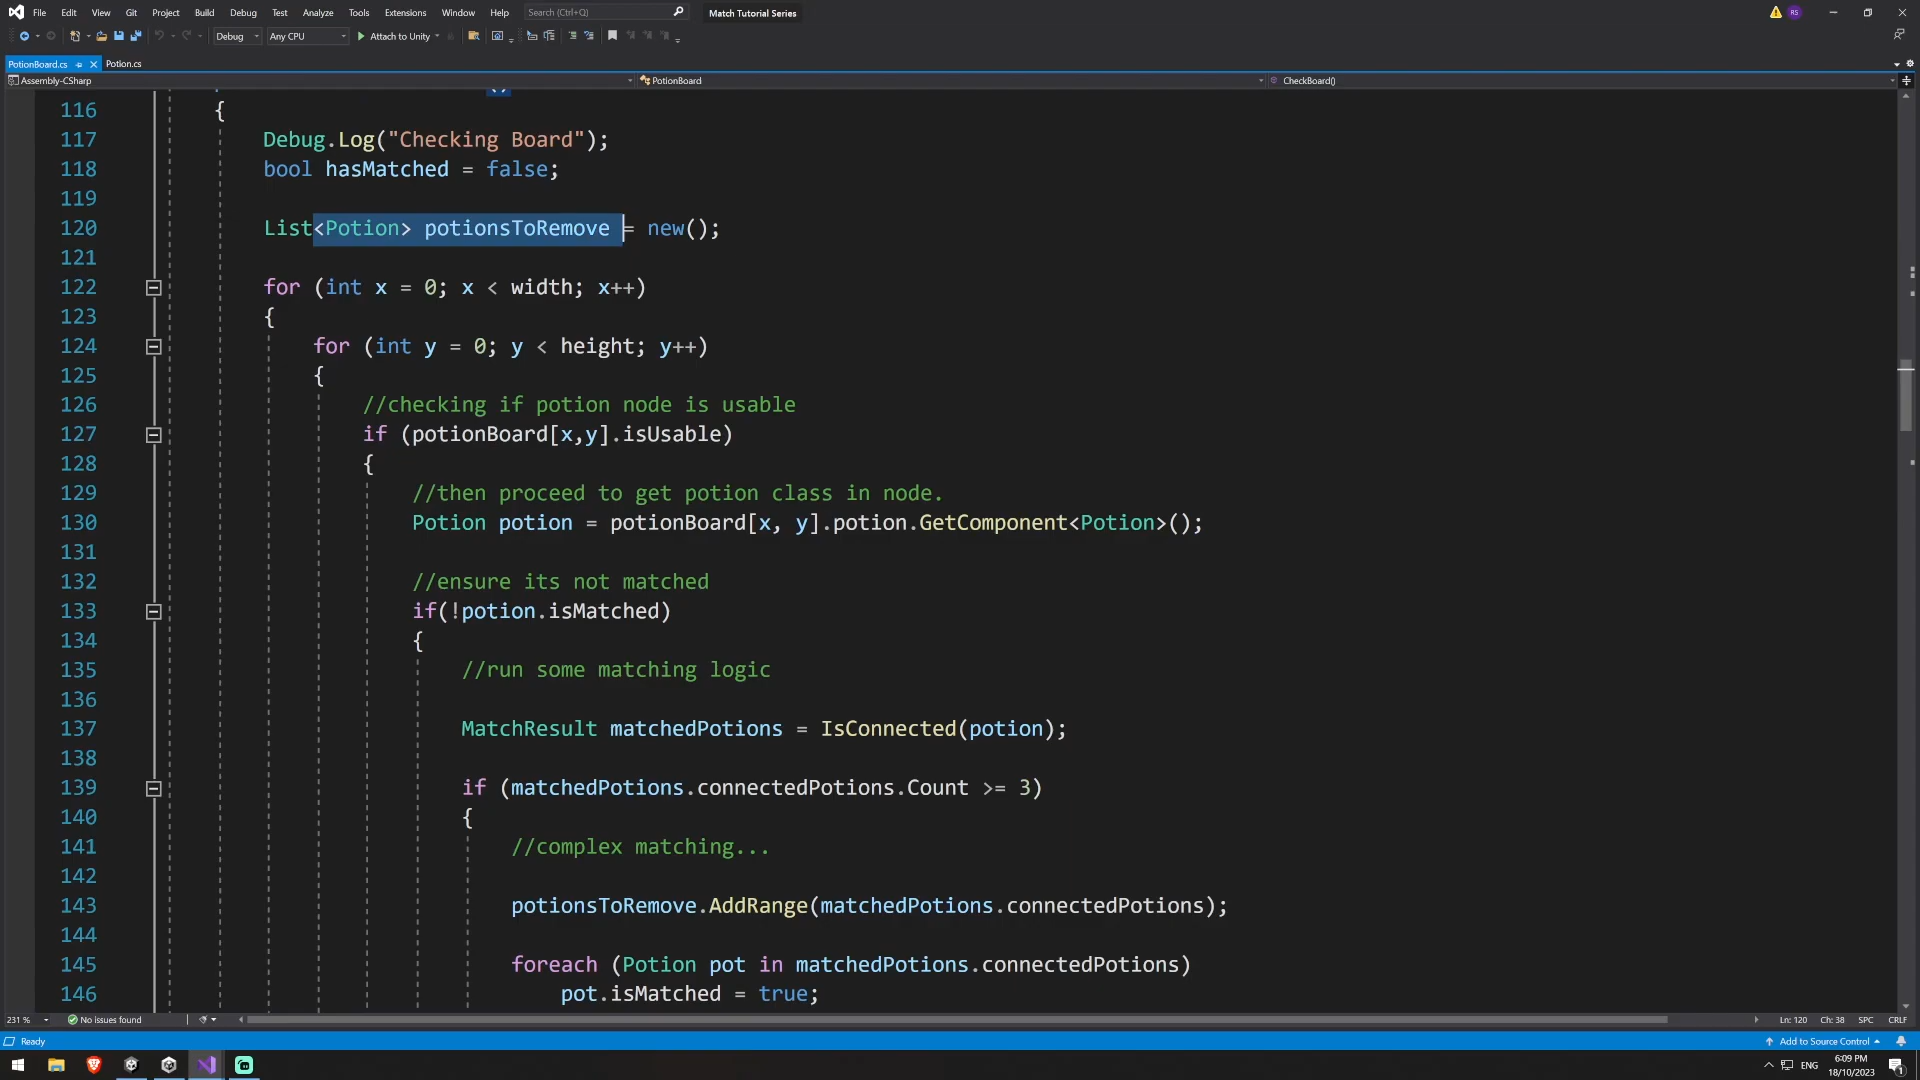 File Edit View Git Project Build Debug Test Analyze Tools Extensions Window Help Search (Ctrl+Q) Match Tutorial Series RS
Debug Any CPU Attach to Unity
PotionBoard.cs Potion.cs
Assembly-CSharp PotionBoard CheckBoard()
()
116 {
117 Debug.Log("Checking Board");
118 bool hasMatched = false;
119
120 List<Potion> potionsToRemove = new();
121
122 for (int x = 0; x < width; x++)
123 {
124 for (int y = 0; y < height; y++)
125 {
126 //checking if potion node is usable
127 if (potionBoard[x,y].isUsable)
128 {
129 //then proceed to get potion class in node.
130 Potion potion = potionBoard[x, y].potion.GetComponent<Potion>();
131
132 //ensure its not matched
133 if(!potion.isMatched)
134 {
135 //run some matching logic
136
137 MatchResult matchedPotions = IsConnected(potion);
138
139 if (matchedPotions.connectedPotions.Count >= 3)
140 {
141 //complex matching...
142
143 potionsToRemove.AddRange(matchedPotions.connectedPotions);
144
145 foreach (Potion pot in matchedPotions.connectedPotions)
146 pot.isMatched = true;
231 % No issues found Ln: 120 Ch: 38 SPC CRLF
Ready Add to Source Control
ENG 6:09 PM
18/10/2023 1